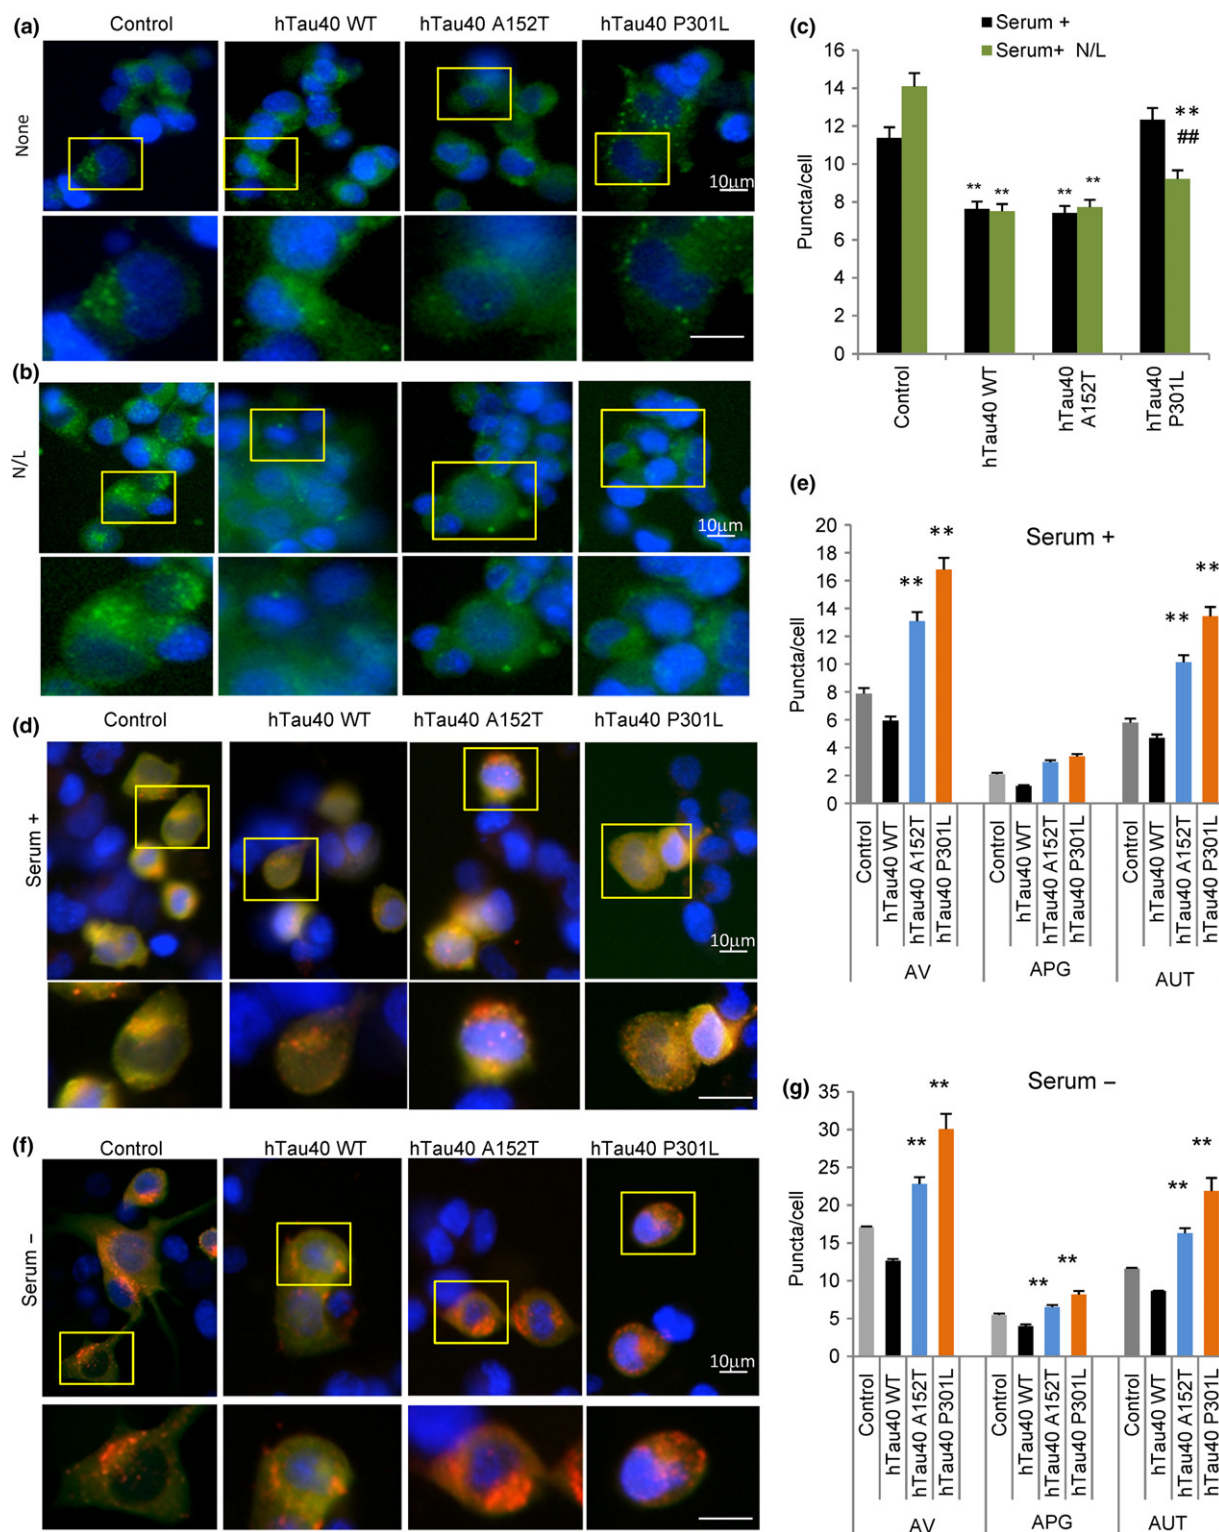 (a)
Control
hTau40 WT
hTau40 A152T
hTau40 P301L
None
10µm
(b)
N/L
10µm
(c)
Serum +
Serum+ N/L
Puncta/cell
16
14
12
10
8
6
4
2
0
** **
** **
**
##
Control
hTau40 WT
hTau40 A152T
hTau40 P301L
(d)
Control
hTau40 WT
hTau40 A152T
hTau40 P301L
Serum +
10µm
(e)
Serum +
Puncta/cell
20
18
16
14
12
10
8
6
4
2
0
**
**
**
**
Control
hTau40 WT
hTau40 A152T
hTau40 P301L
Control
hTau40 WT
hTau40 A152T
hTau40 P301L
Control
hTau40 WT
hTau40 A152T
hTau40 P301L
AV
APG
AUT
(f)
Control
hTau40 WT
hTau40 A152T
hTau40 P301L
Serum –
10µm
(g)
Serum –
Puncta/cell
35
30
25
20
15
10
5
0
**
**
**
**
**
**
Control
hTau40 WT
hTau40 A152T
hTau40 P301L
Control
hTau40 WT
hTau40 A152T
hTau40 P301L
Control
hTau40 WT
hTau40 A152T
hTau40 P301L
AV
APG
AUT